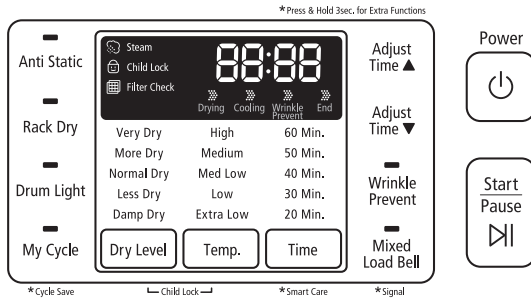 *Press & Hold 3sec. for Extra Functions
Anti Static
Rack Dry
Drum Light
My Cycle
*Cycle Save
Steam
Child Lock
Filter Check
88:88
Drying Cooling Wrinkle Prevent End
Very Dry High 60 Min.
More Dry Medium 50 Min.
Normal Dry Med Low 40 Min.
Less Dry Low 30 Min.
Damp Dry Extra Low 20 Min.
Dry Level Temp. Time
Child Lock
*Smart Care
Adjust
Time ▲
Adjust
Time ▼
Wrinkle
Prevent
Mixed
Load Bell
*Signal
Power
Start
Pause